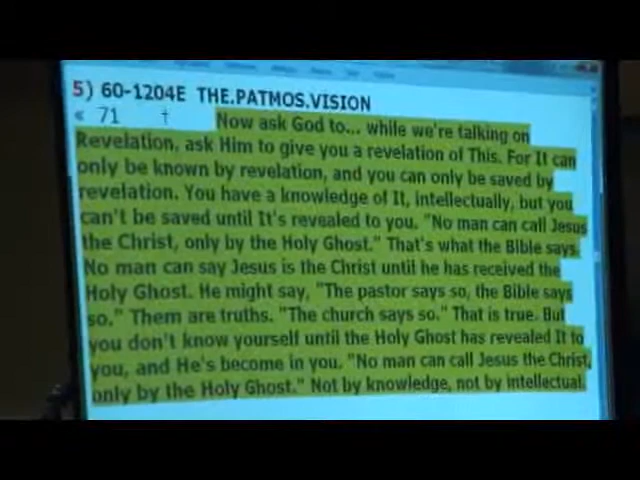 5) 60-1204E THE.PATMOS.VISION
« 71 † Now ask God to... while we're talking on
Revelation, ask Him to give you a revelation of This. For It can
only be known by revelation, and you can only be saved by
revelation. You have a knowledge of It, intellectually, but you
can't be saved until It's revealed to you. "No man can call Jesus
the Christ, only by the Holy Ghost." That's what the Bible says.
No man can say Jesus is the Christ until he has received the
Holy Ghost. He might say, "The pastor says so, the Bible says
so." Them are truths. "The church says so." That is true. But
you don't know yourself until the Holy Ghost has revealed It to
you, and He's become in you. "No man can call Jesus the Christ,
only by the Holy Ghost." Not by knowledge, not by intellectual.